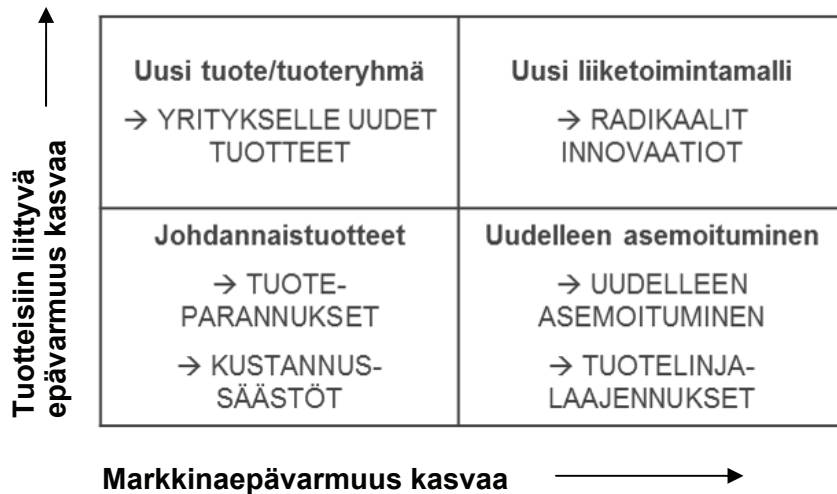 Tuotteisiin liittyvä
epävarmuus kasvaa
Uusi tuote/tuoteryhmä
→ YRITYKSELLE UUDET
TUOTTEET
Uusi liiketoimintamalli
→ RADIKAALIT
INNOVAATIOT
Johdannaistuotteet
→ TUOTE-
PARANNUKSET
→ KUSTANNUS-
SÄÄSTÖT
Uudelleen asemoituminen
→ UUDELLEEN
ASEMOITUMINEN
→ TUOTELINJA-
LAAJENNUKSET
Markkinaepävarmuus kasvaa